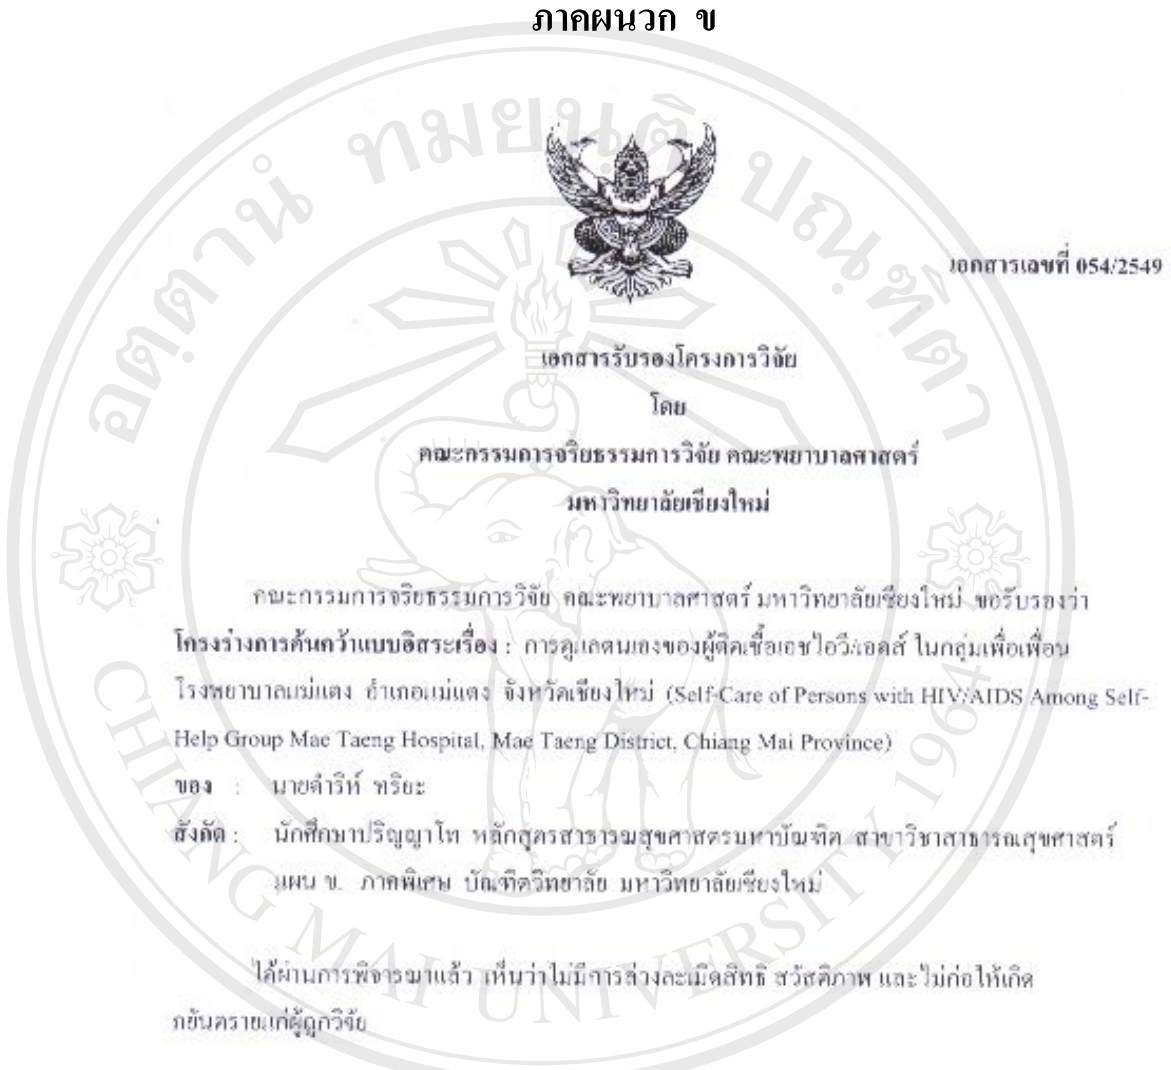 ภาคผนวก ข
เอกสารเลขที่ 054/2549
เอกสารรับรองโครงการวิจัย
โดย
คณะกรรมการจริยธรรมการวิจัย คณะพยาบาลศาสตร์
มหาวิทยาลัยเชียงใหม่
คณะกรรมการจริยธรรมการวิจัย คณะพยาบาลศาสตร์ มหาวิทยาลัยเชียงใหม่ ขอรับรองว่า
โครงร่างการค้นคว้าแบบอิสระเรื่อง : การดูแลตนเองของผู้ติดเชื้อเอชไอวี/เอดส์ ในกลุ่มเพื่อเพื่อน
โรงพยาบาลแม่แตง อำเภอแม่แตง จังหวัดเชียงใหม่ (Self-Care of Persons with HIV/AIDS Among Self-
Help Group Mae Taeng Hospital, Mae Taeng District, Chiang Mai Province)
ของ : นายดำริห์ ทริยะ
สังกัด : นักศึกษาปริญญาโท หลักสูตรสาธารณสุขศาสตรมหาบัณฑิต สาขาวิชาสาธารณสุขศาสตร์
แผน ข. ภาคพิเศษ บัณฑิตวิทยาลัย มหาวิทยาลัยเชียงใหม่
ได้ผ่านการพิจารณาแล้ว เห็นว่าไม่มีการล่วงละเมิดสิทธิ สวัสดิภาพ และไม่ก่อให้เกิด
ภยันตรายแก่ผู้ถูกวิจัย
อตฺตานํ ทมยนฺติ ปณฺฑิตา
CHIANG MAI UNIVERSITY 1964